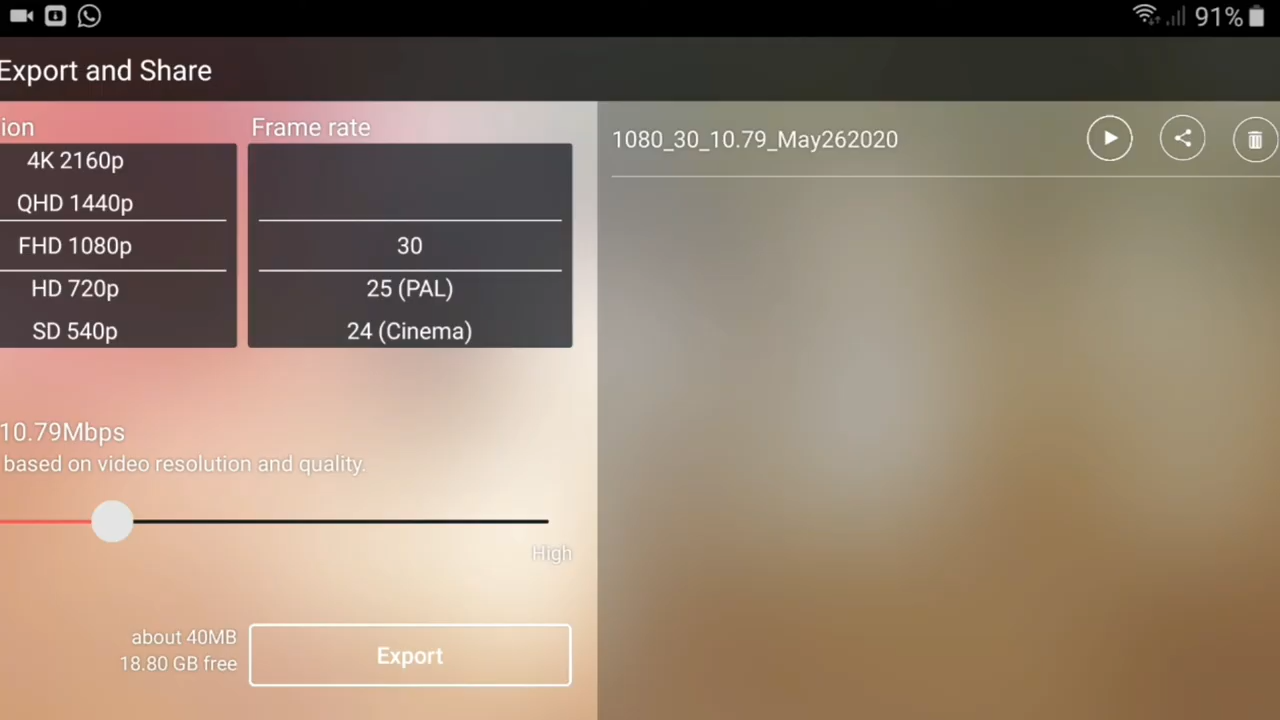 91%
Export and Share
ion
4K 2160p
QHD 1440p
FHD 1080p
HD 720p
SD 540p
Frame rate
30
25 (PAL)
24 (Cinema)
10.79Mbps
based on video resolution and quality.
High
about 40MB
18.80 GB free
Export
1080_30_10.79_May262020